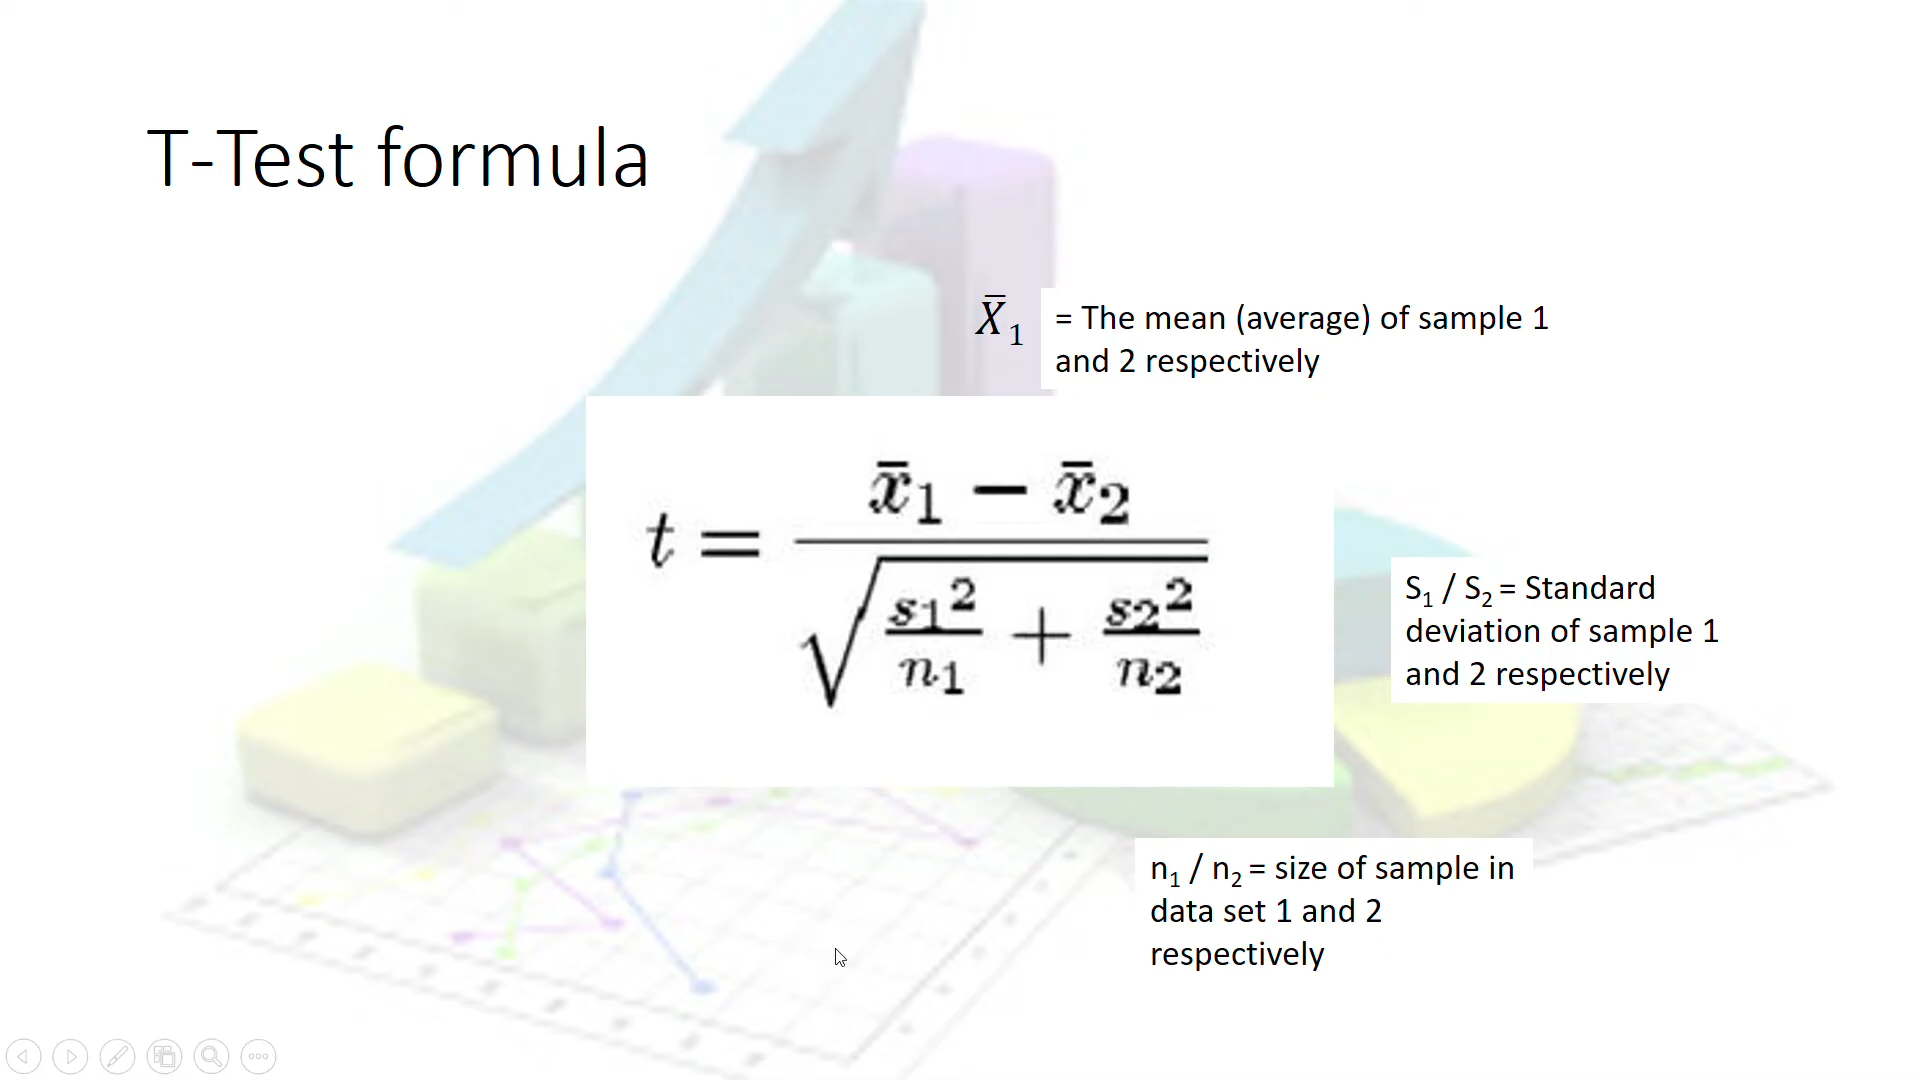 T-Test formula
X̄₁ = The mean (average) of sample 1
and 2 respectively
t = (x̄₁ − x̄₂) / √(s₁²/n₁ + s₂²/n₂)
S₁ / S₂ = Standard
deviation of sample 1
and 2 respectively
n₁ / n₂ = size of sample in
data set 1 and 2
respectively